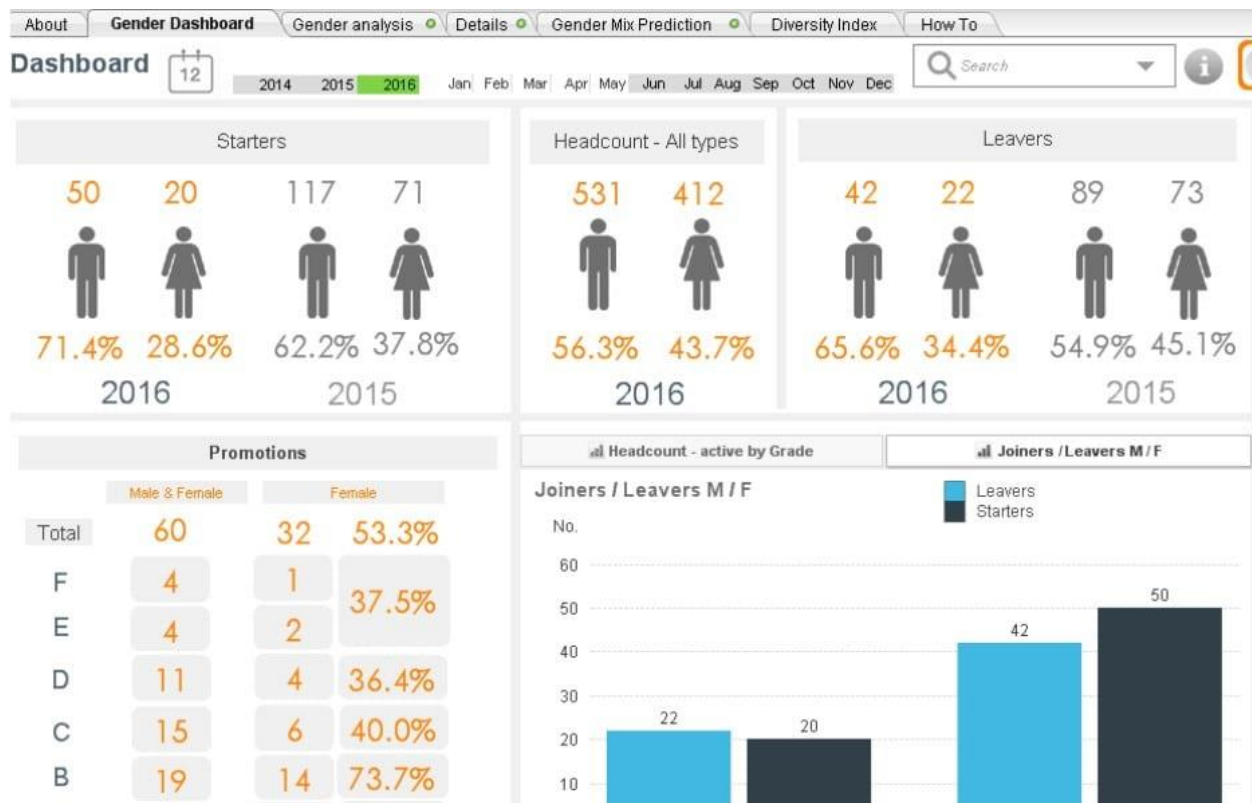 About Gender Dashboard Gender analysis Details Gender Mix Prediction Diversity Index How To
Dashboard 12 2014 2015 2016 Jan Feb Mar Apr May Jun Jul Aug Sep Oct Nov Dec Search i
Starters
50 20 117 71
71.4% 28.6% 62.2% 37.8%
2016 2015
Headcount - All types
531 412
56.3% 43.7%
2016
Leavers
42 22 89 73
65.6% 34.4% 54.9% 45.1%
2016 2015
Promotions
Male & Female Female
Total 60 32 53.3%
F 4 1
37.5%
E 4 2
D 11 4 36.4%
C 15 6 40.0%
B 19 14 73.7%
Headcount - active by Grade Joiners / Leavers M / F
Joiners / Leavers M / F
Leavers
Starters
No.
60
50
40
30
20
10
22 20 42 50